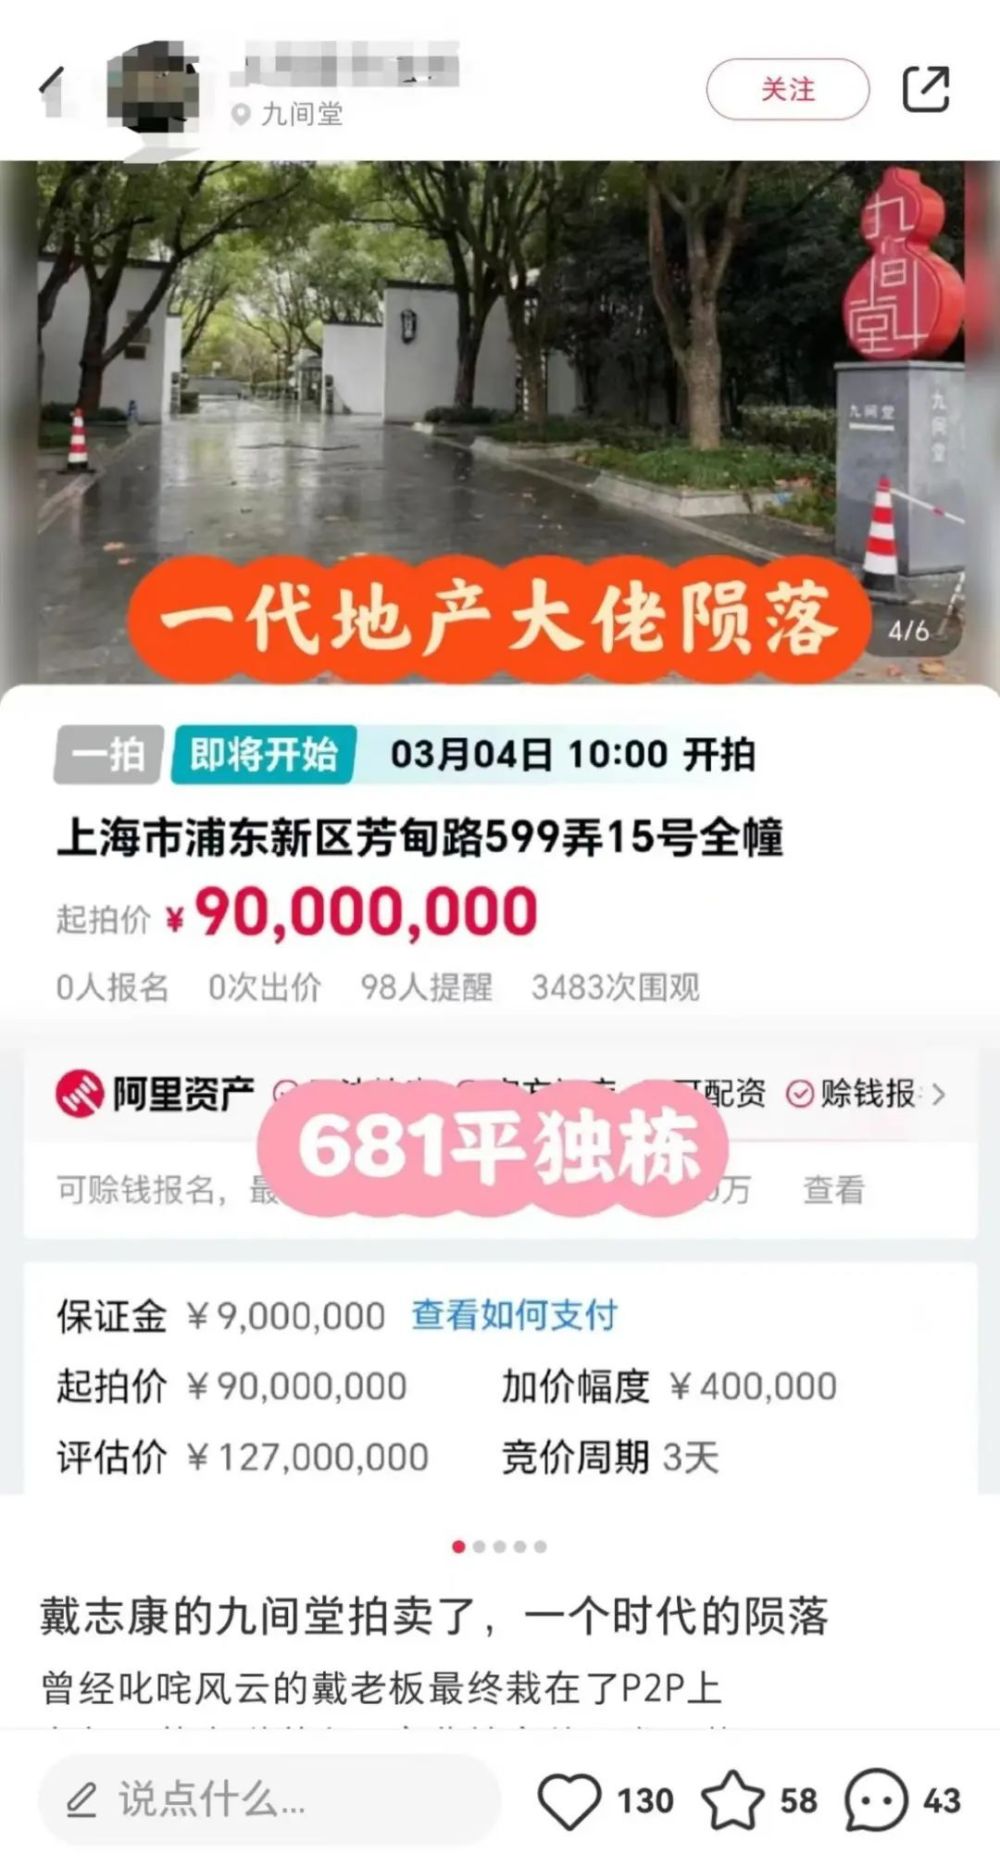 九间堂
关注
九间堂
九间堂
九间堂
一代地产大佬陨落
4/6
一拍 即将开始 03月04日 10:00 开拍
上海市浦东新区芳甸路599弄15号全幢
起拍价 ¥90,000,000
0人报名 0次出价 98人提醒 3483次围观
阿里资产 可配资 赊钱报
681平独栋
可赊钱报名，最 0万 查看
保证金 ¥9,000,000 查看如何支付
起拍价 ¥90,000,000 加价幅度 ¥400,000
评估价 ¥127,000,000 竞价周期 3天
戴志康的九间堂拍卖了，一个时代的陨落
曾经叱咤风云的戴老板最终栽在了P2P上
说点什么... 130 58 43